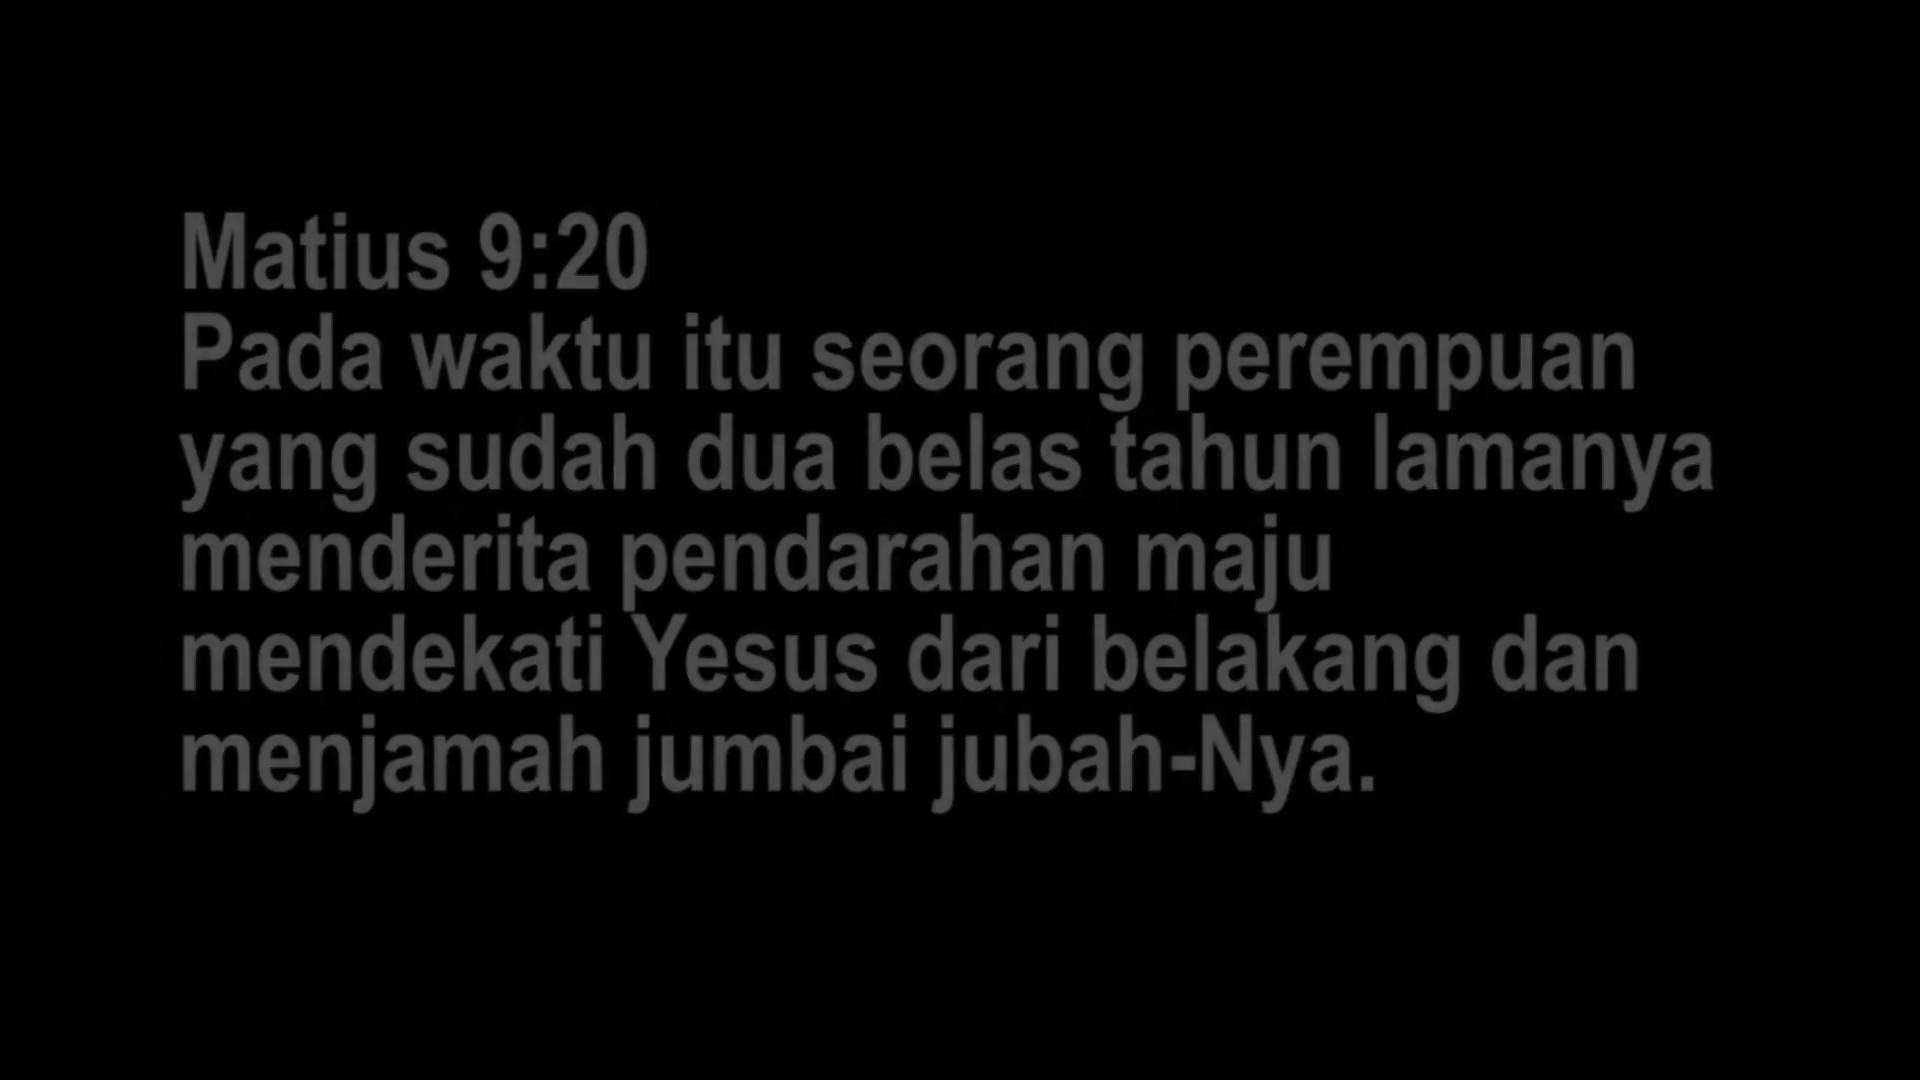 Matius 9:20
Pada waktu itu seorang perempuan
yang sudah dua belas tahun lamanya
menderita pendarahan maju
mendekati Yesus dari belakang dan
menjamah jumbai jubah-Nya.